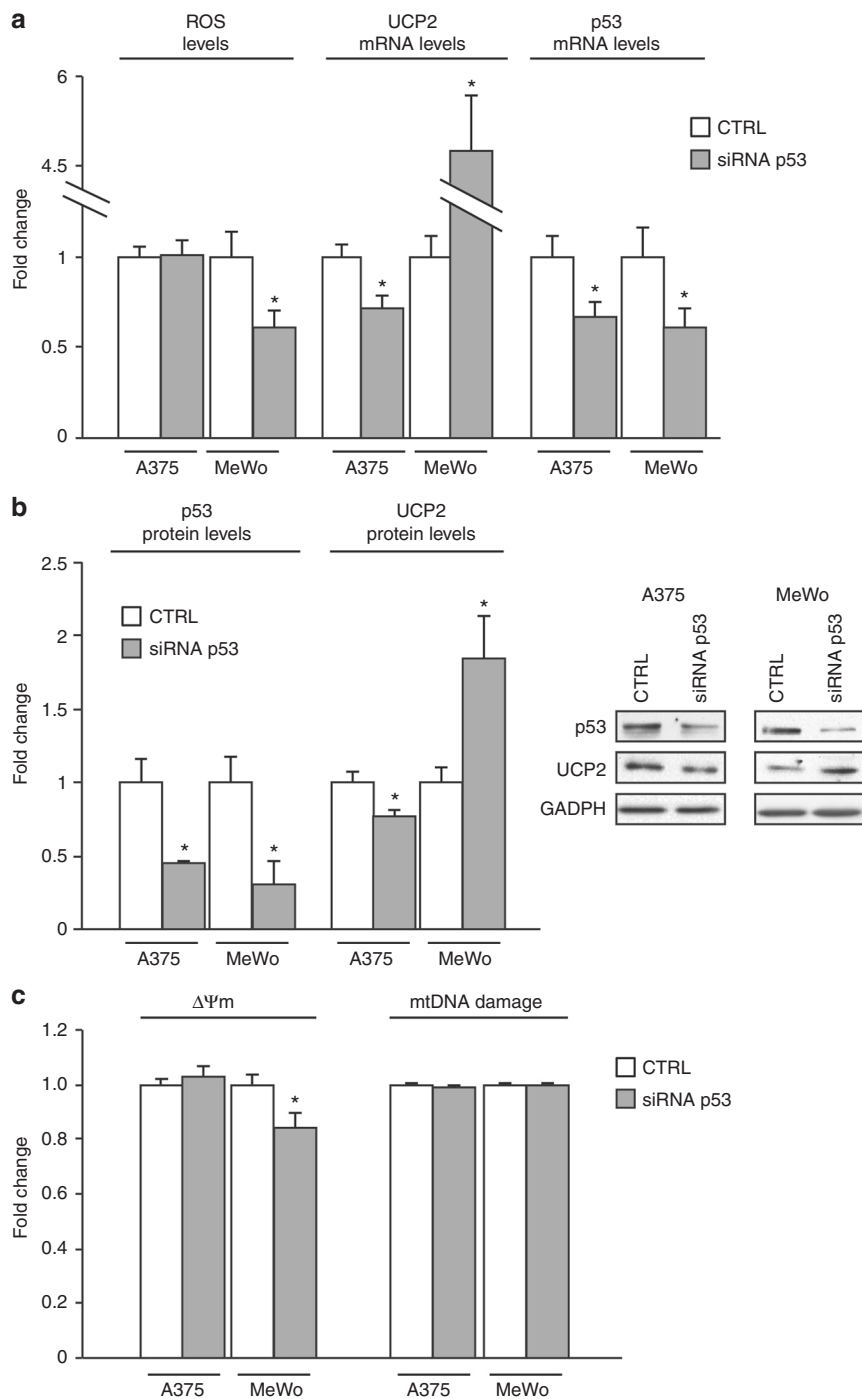 a
ROS
levels
UCP2
mRNA levels
p53
mRNA levels
6
4.5
1
0.5
0
Fold change
*
*
*
*
*
CTRL
siRNA p53
A375
MeWo
A375
MeWo
A375
MeWo
b
p53
protein levels
UCP2
protein levels
2.5
2
1.5
1
0.5
0
Fold change
CTRL
siRNA p53
*
*
*
*
A375
MeWo
A375
MeWo
A375
MeWo
CTRL
siRNA p53
CTRL
siRNA p53
p53
UCP2
GADPH
c
ΔΨm
mtDNA damage
1.2
1.0
0.8
0.6
0.4
0.2
0
Fold change
*
CTRL
siRNA p53
A375
MeWo
A375
MeWo